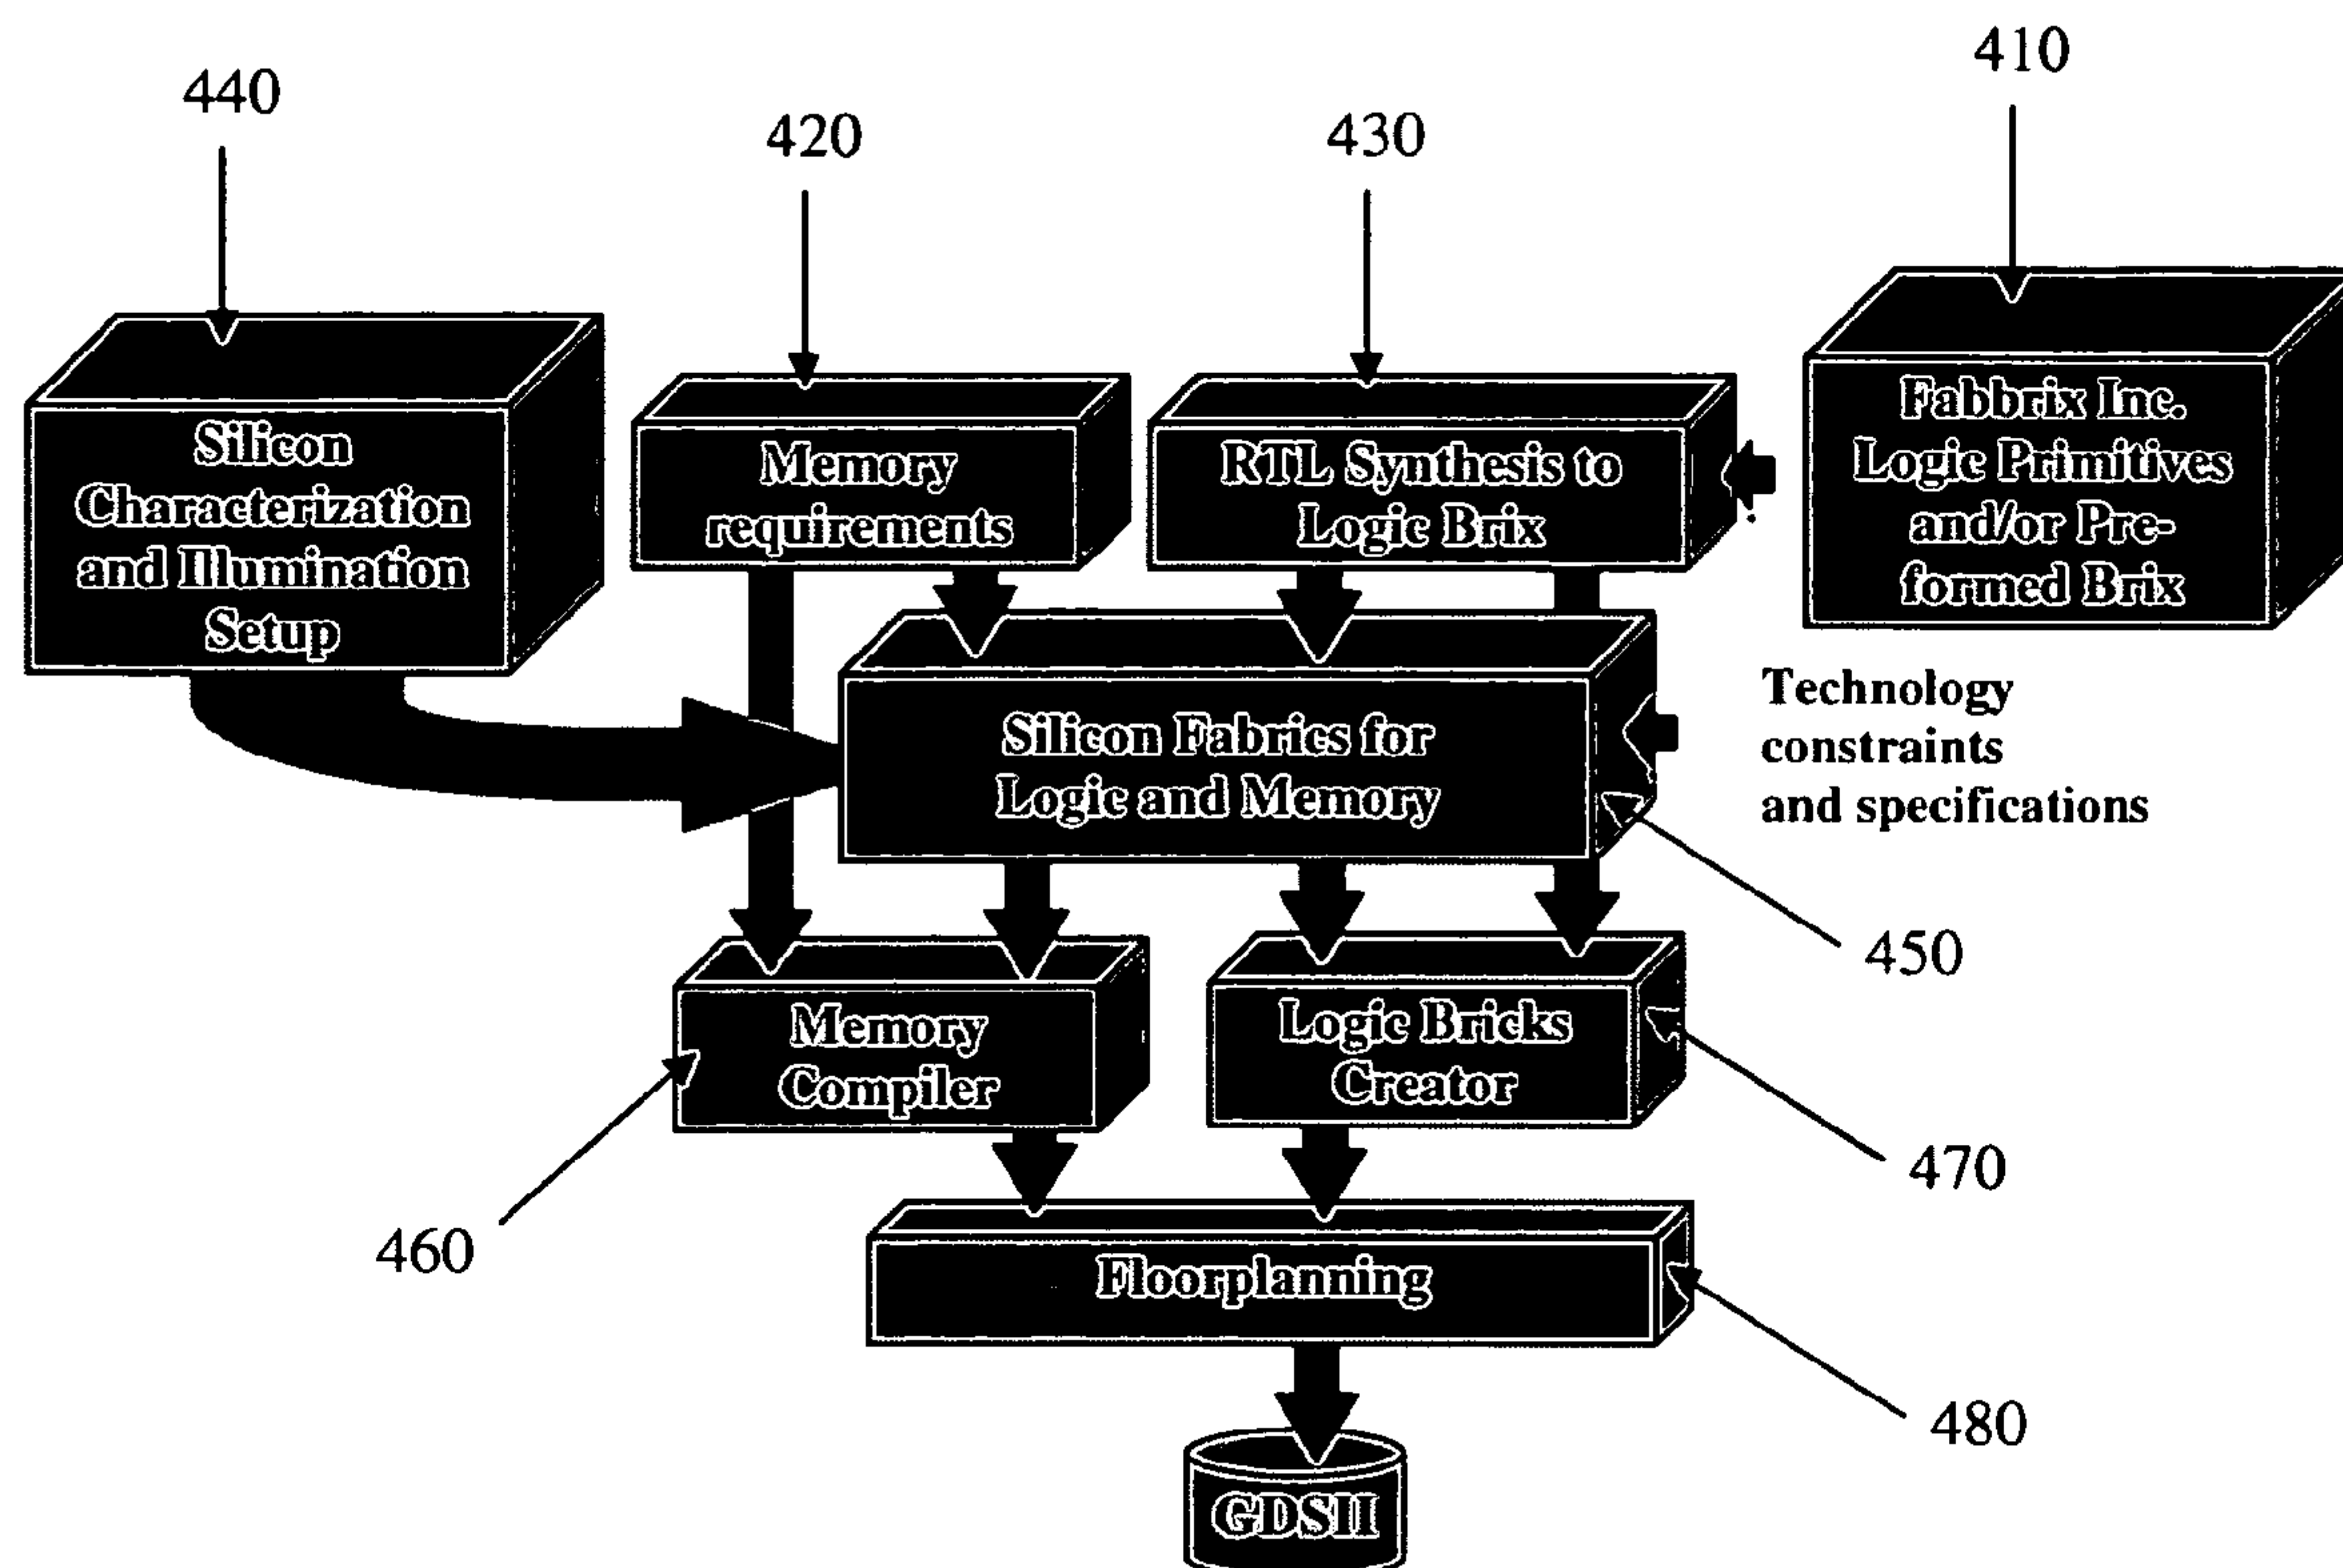 410
440
420
430
Fabbrix Inc.
Logic Primitives
and/or Pre-
formed Brix
Silicon
Characterization
and Illumination
Setup
Memory
requirements
RTL Synthesis to
Logic Brix
Technology
constraints
and specifications
Silicon Fabrics for
Logic and Memory
450
Memory
Compiler
Logic Bricks
Creator
470
460
Floorplanning
480
GDSII